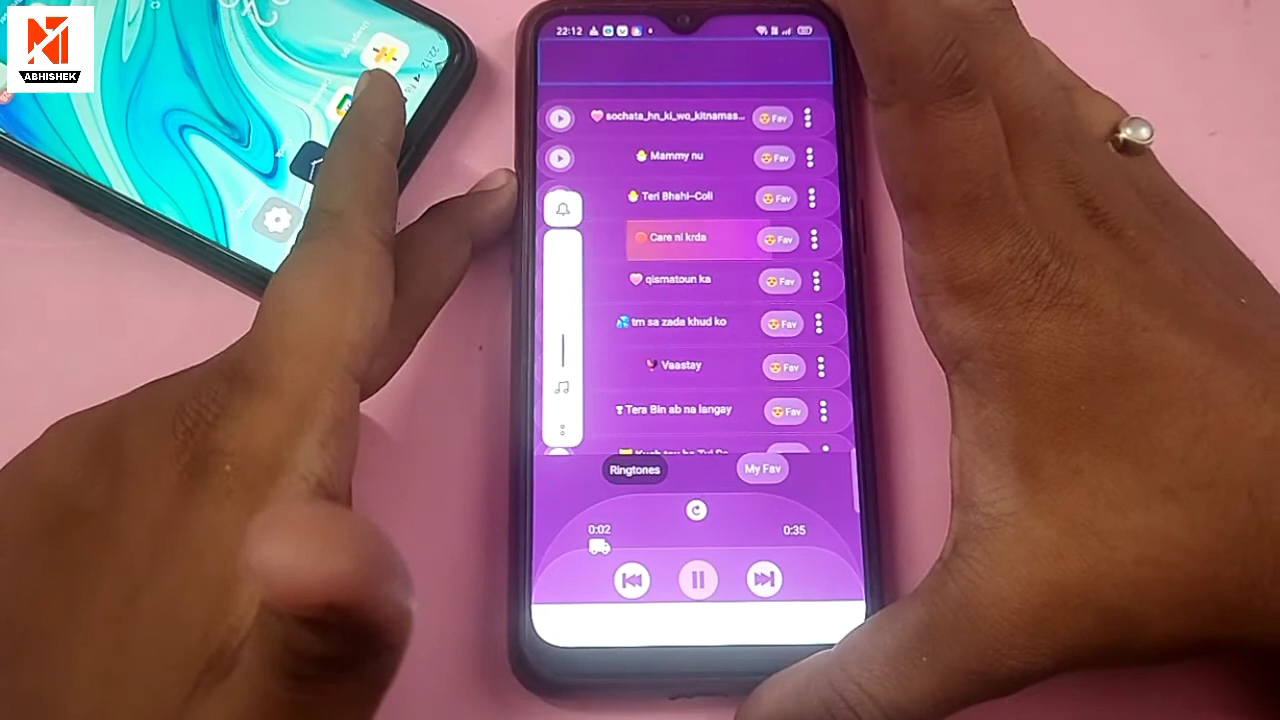 ABHISHEK
22:12
22:12
sochata_hn_ki_wo_kitnamas...
Fav
Mammy nu
Fav
Teri Bhahi--Coli
Fav
Care ni krda
Fav
qismatoun ka
Fav
tm sa zada khud ko
Fav
Vaastay
Fav
Tera Bin ab na langay
Fav
Ringtones
My Fav
0:02
0:35